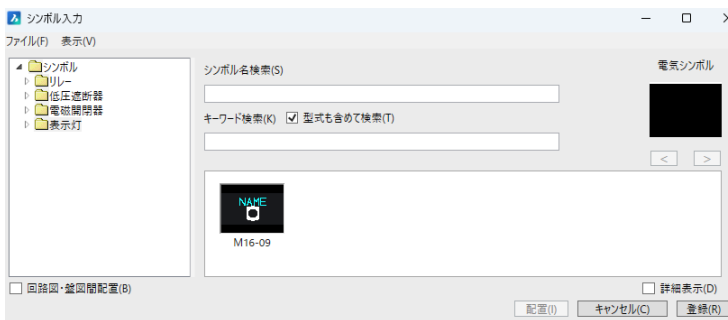 シンボル入力
ファイル(F) 表示(V)
シンボル
リレー
低圧遮断器
電磁開閉器
表示灯
シンボル名検索(S)
キーワード検索(K) 型式も含めて検索(T)
電気シンボル
< >
NAME
M16-09
回路図・盤図間配置(B)
詳細表示(D)
配置(I) キャンセル(C) 登録(R)